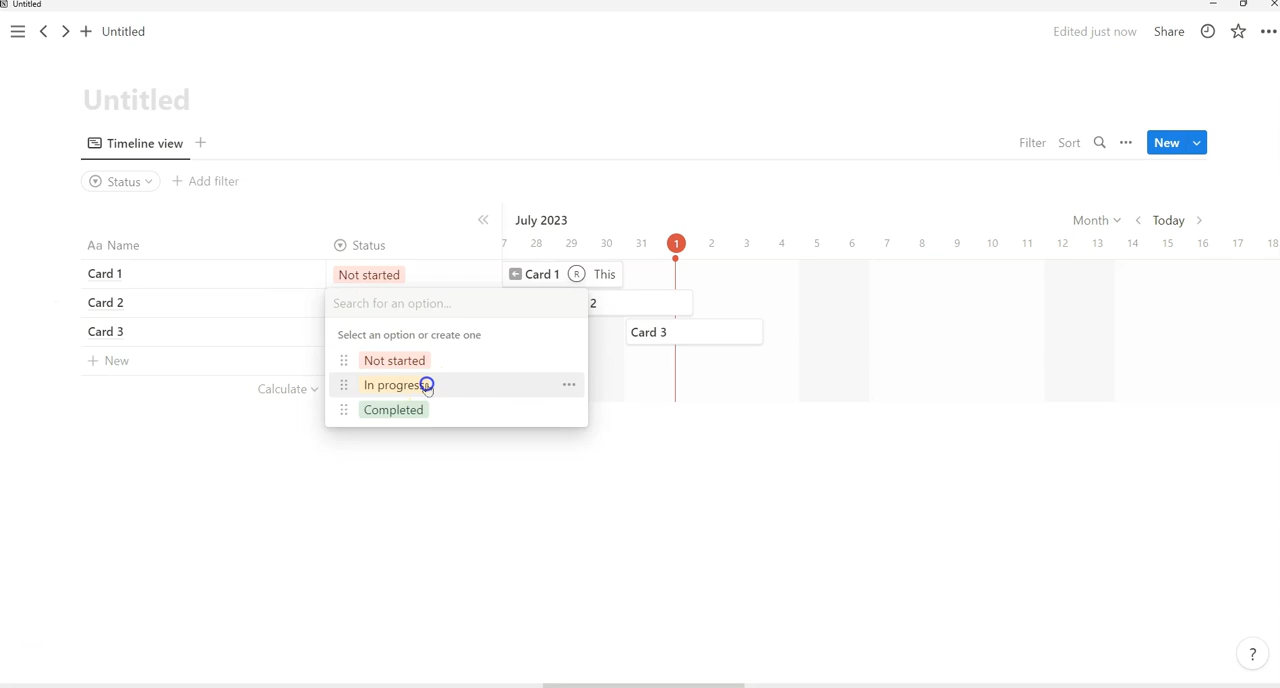 Untitled
Untitled
Edited just now Share
Untitled
Timeline view
Filter Sort New
Status Add filter
July 2023 Month Today
Aa Name Status 7 28 29 30 31 1 2 3 4 5 6 7 8 9 10 11 12 13 14 15 16 17 18
Card 1 Not started Card 1 R This
Card 2 Search for an option... 2
Card 3 Card 3
Select an option or create one
New Not started
Calculate In progress
Completed
?